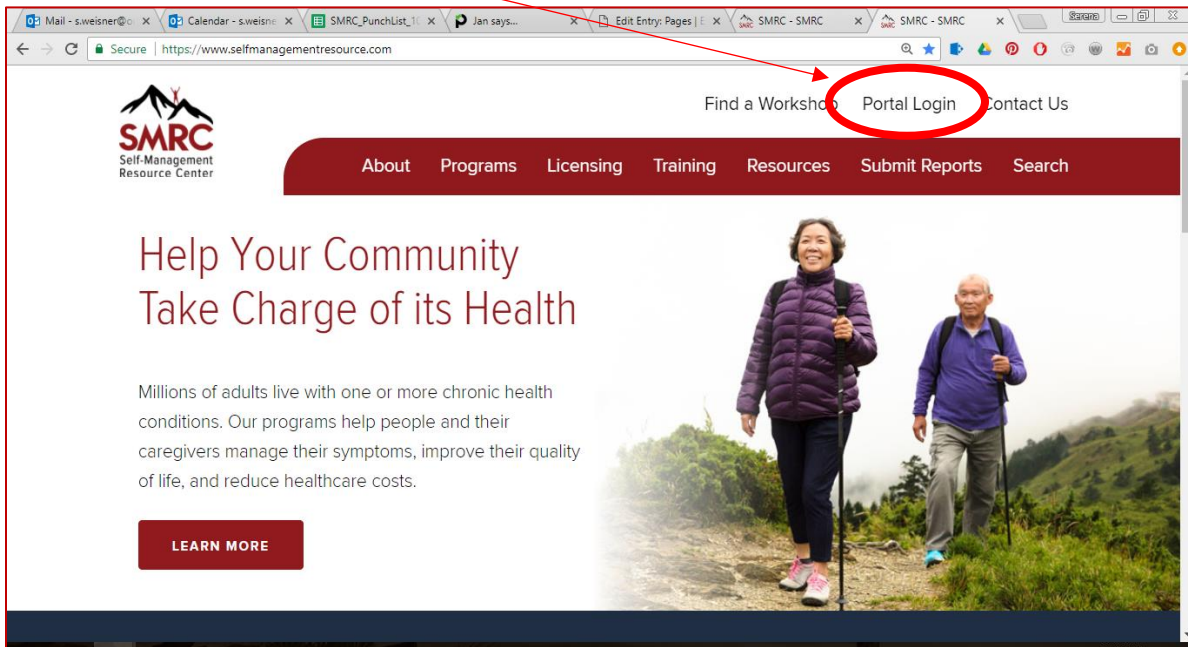 Mail - s.weisner@o
Calendar - s.weisne
SMRC_PunchList_1
Jan says...
Edit Entry: Pages | E
SMRC - SMRC
SMRC - SMRC
Serena
Secure | https://www.selfmanagementresource.com
Find a Workshop Portal Login Contact Us
SMRC
Self-Management
Resource Center
About Programs Licensing Training Resources Submit Reports Search
Help Your Community
Take Charge of its Health
Millions of adults live with one or more chronic health
conditions. Our programs help people and their
caregivers manage their symptoms, improve their quality
of life, and reduce healthcare costs.
LEARN MORE